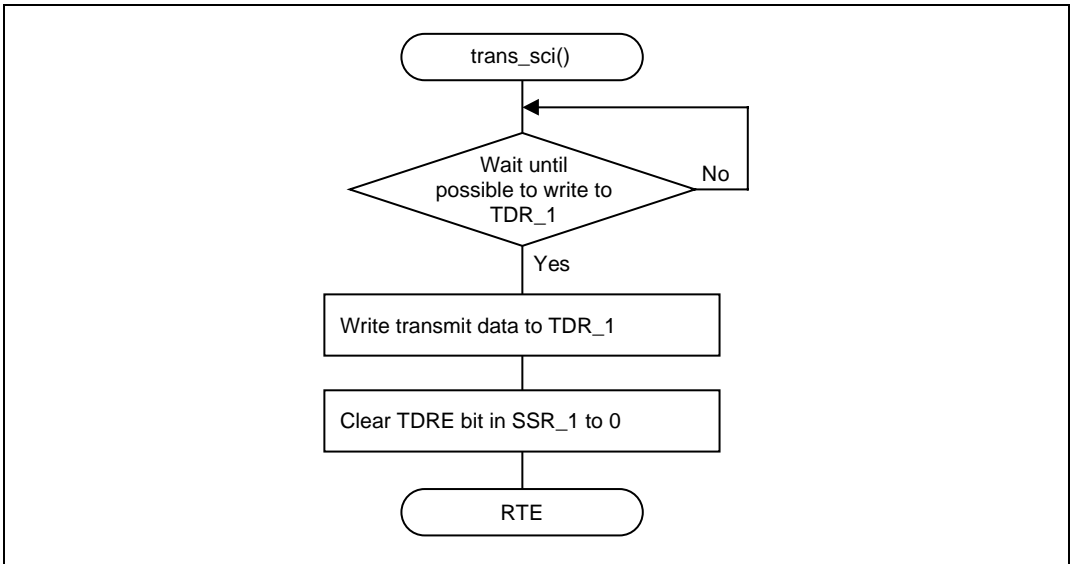 trans_sci()
Wait until
possible to write to
TDR_1
No
Yes
Write transmit data to TDR_1
Clear TDRE bit in SSR_1 to 0
RTE